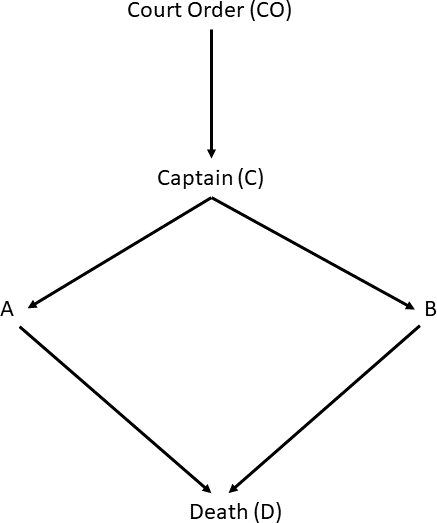 Court Order (CO)
Captain (C)
A
B
Death (D)